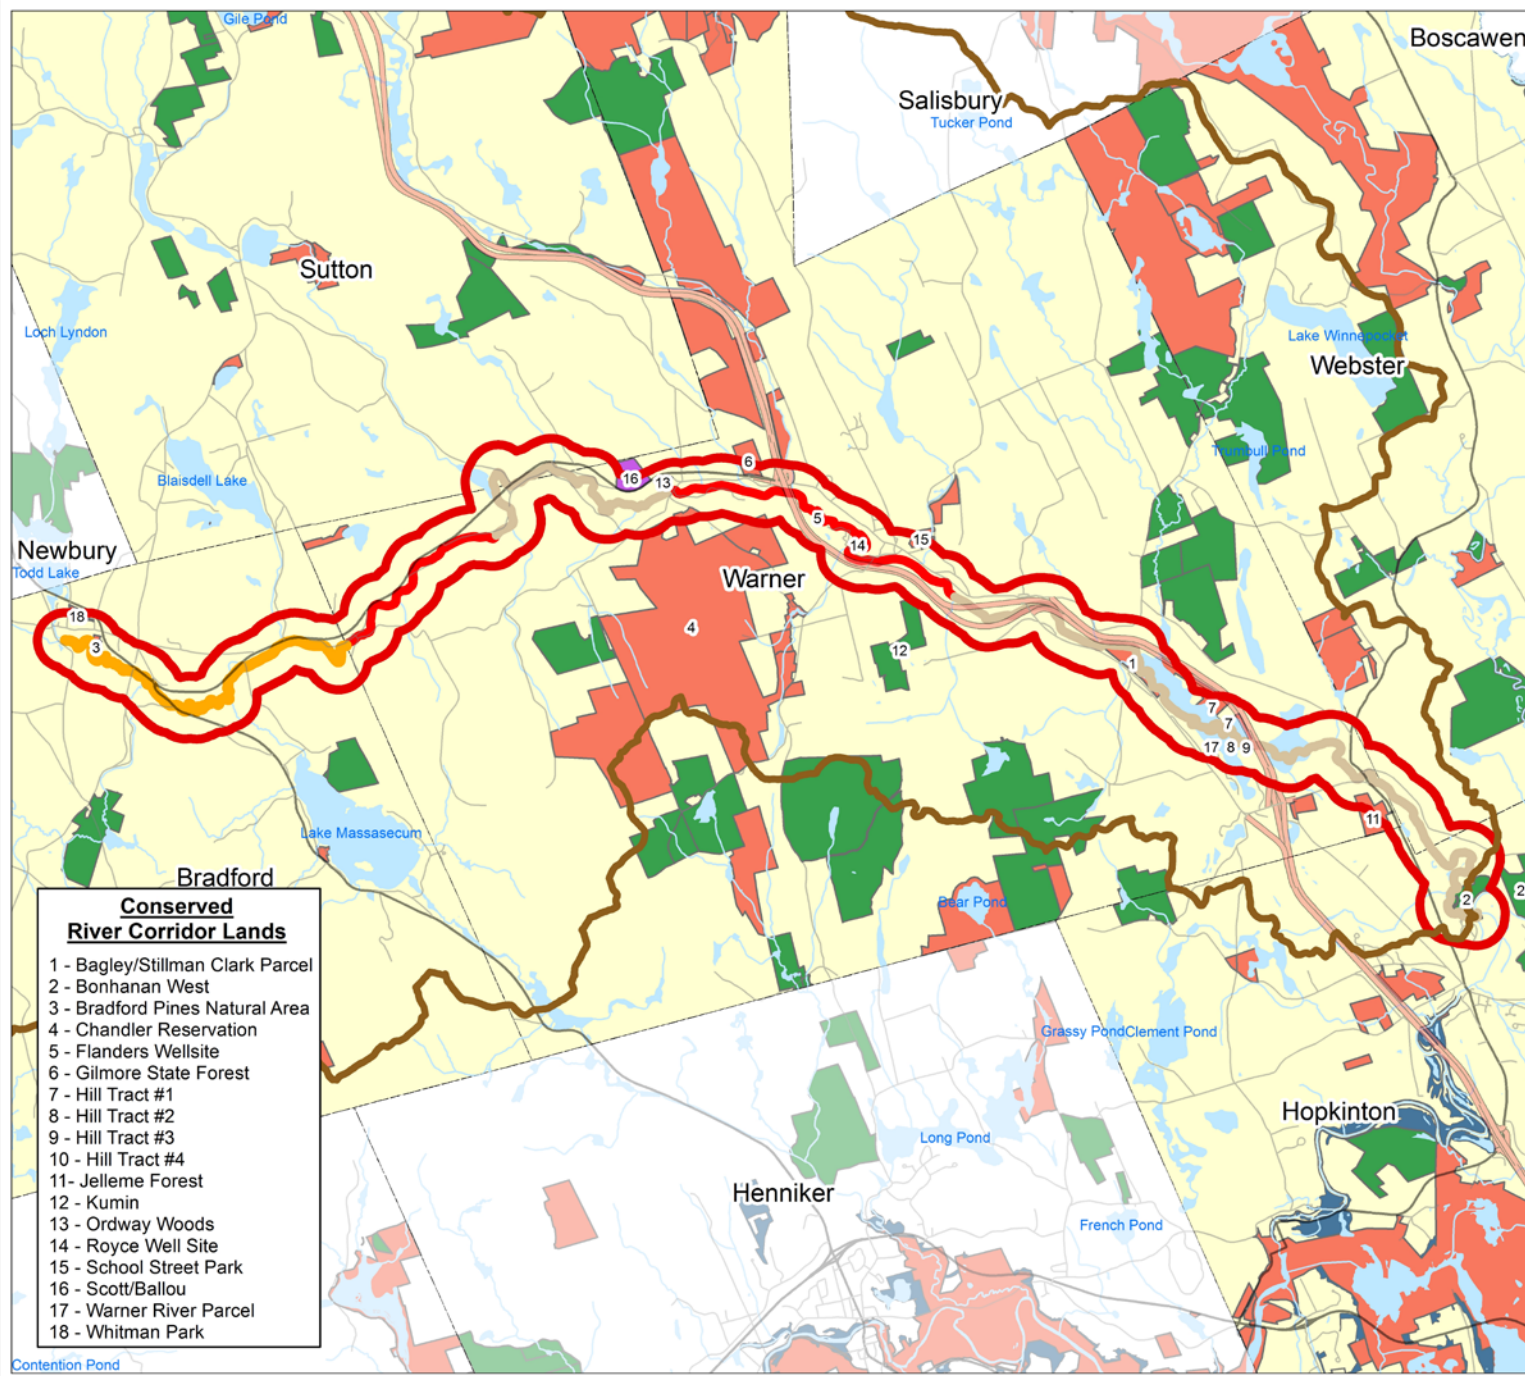 Gile Pond
Boscawen
Salisbury
Tucker Pond
Sutton
Loch Lyndon
Lake Winnepocket
Webster
Trumbull Pond
Blaisdell Lake
6
16
13
5
15
14
Newbury
Todd Lake
Warner
18
3
4
12
1
7
7
17
8
9
11
Lake Massasecum
Bradford
Bear Pond
2
2
Conserved
River Corridor Lands
1 - Bagley/Stillman Clark Parcel
2 - Bonhanan West
3 - Bradford Pines Natural Area
4 - Chandler Reservation
5 - Flanders Wellsite
6 - Gilmore State Forest
7 - Hill Tract #1
8 - Hill Tract #2
9 - Hill Tract #3
10 - Hill Tract #4
11- Jelleme Forest
12 - Kumin
13 - Ordway Woods
14 - Royce Well Site
15 - School Street Park
16 - Scott/Ballou
17 - Warner River Parcel
18 - Whitman Park
Grassy Pond
Clement Pond
Hopkinton
Long Pond
Henniker
French Pond
Contention Pond